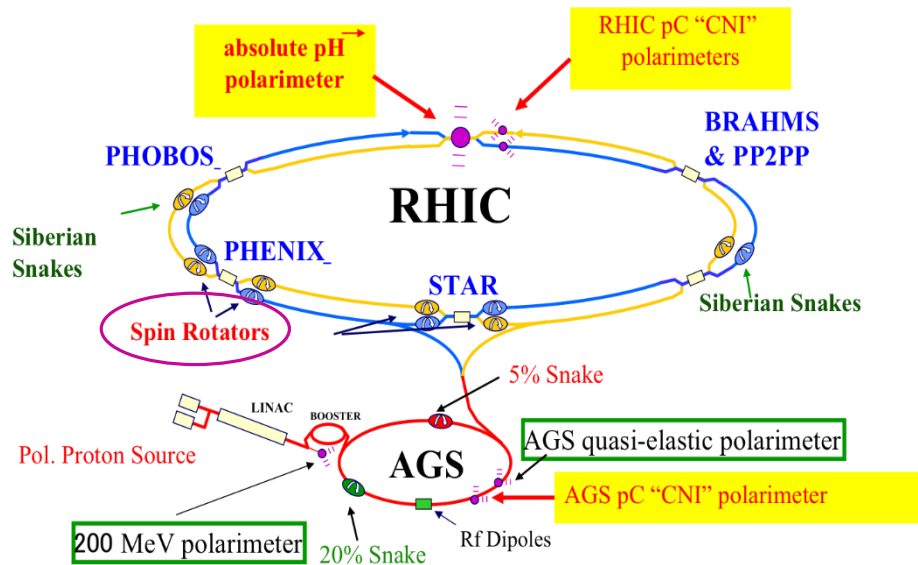 absolute pH
polarimeter
RHIC pC “CNI”
polarimeters
BRAHMS
& PP2PP
PHOBOS_
RHIC
Siberian
Snakes
PHENIX_
STAR
Siberian Snakes
Spin Rotators
5% Snake
LINAC
BOOSTER
AGS quasi-elastic polarimeter
Pol. Proton Source
AGS
AGS pC “CNI” polarimeter
200 MeV polarimeter
Rf Dipoles
20% Snake